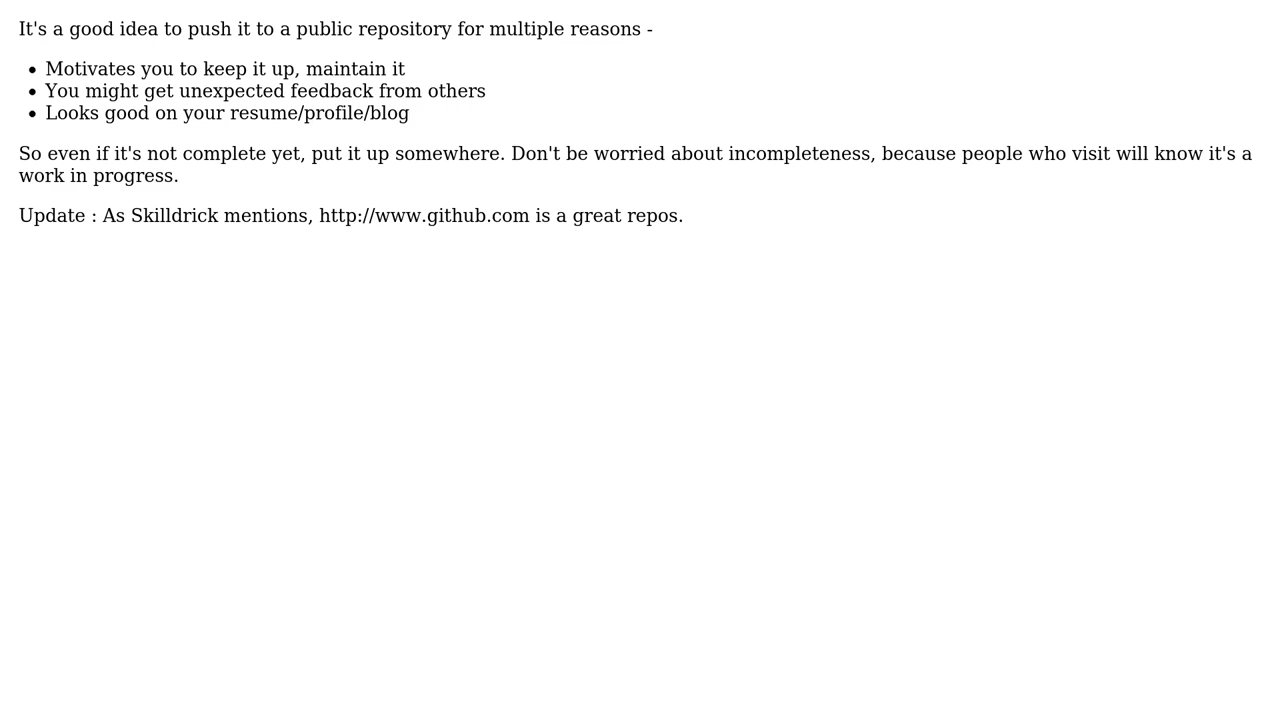 It's a good idea to push it to a public repository for multiple reasons -
• Motivates you to keep it up, maintain it
• You might get unexpected feedback from others
• Looks good on your resume/profile/blog
So even if it's not complete yet, put it up somewhere. Don't be worried about incompleteness, because people who visit will know it's a
work in progress.
Update : As Skilldrick mentions, http://www.github.com is a great repos.